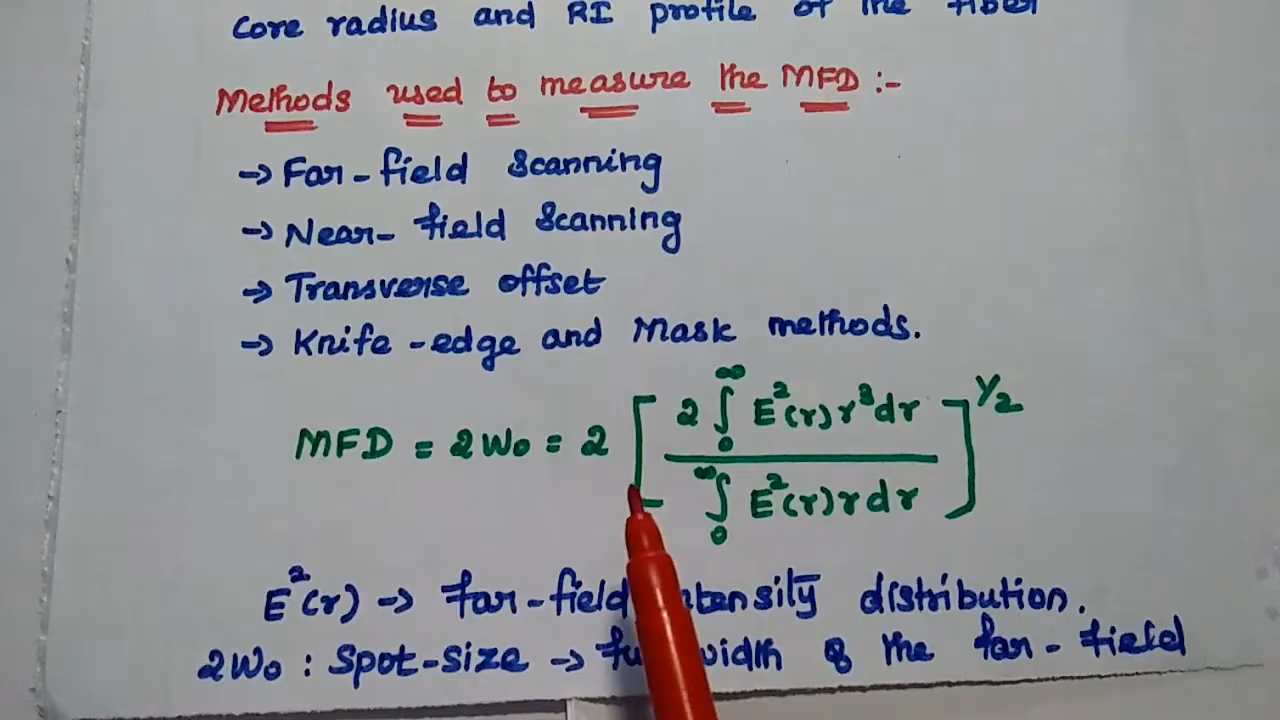 Core radius and RI profile of the fiber
Methods used to measure the MFD :-
→ Far-field Scanning
→ Near-field Scanning
→ Transverse offset
→ Knife-edge and Mask methods.
MFD = 2W₀ = 2 [ 2 ∫₀^∞ E²(r) r³ dr / ∫₀^∞ E²(r) r dr ]^1/2
E²(r) → far-field intensity distribution.
2W₀ : Spot-size → width of the far-field